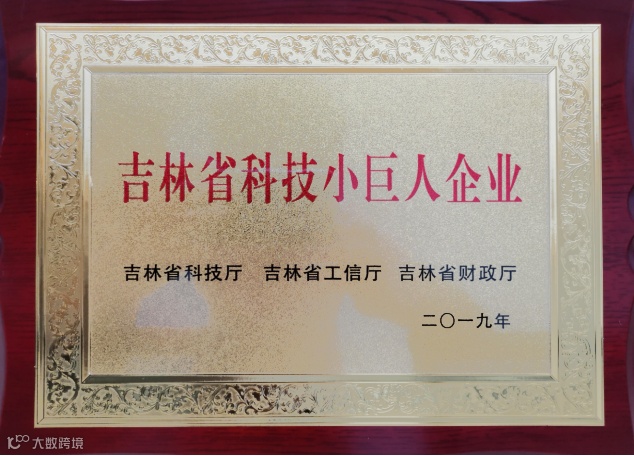 吉林省科技小巨人企业
吉林省科技厅 吉林省工信厅 吉林省财政厅
二〇一九年
大数跨境